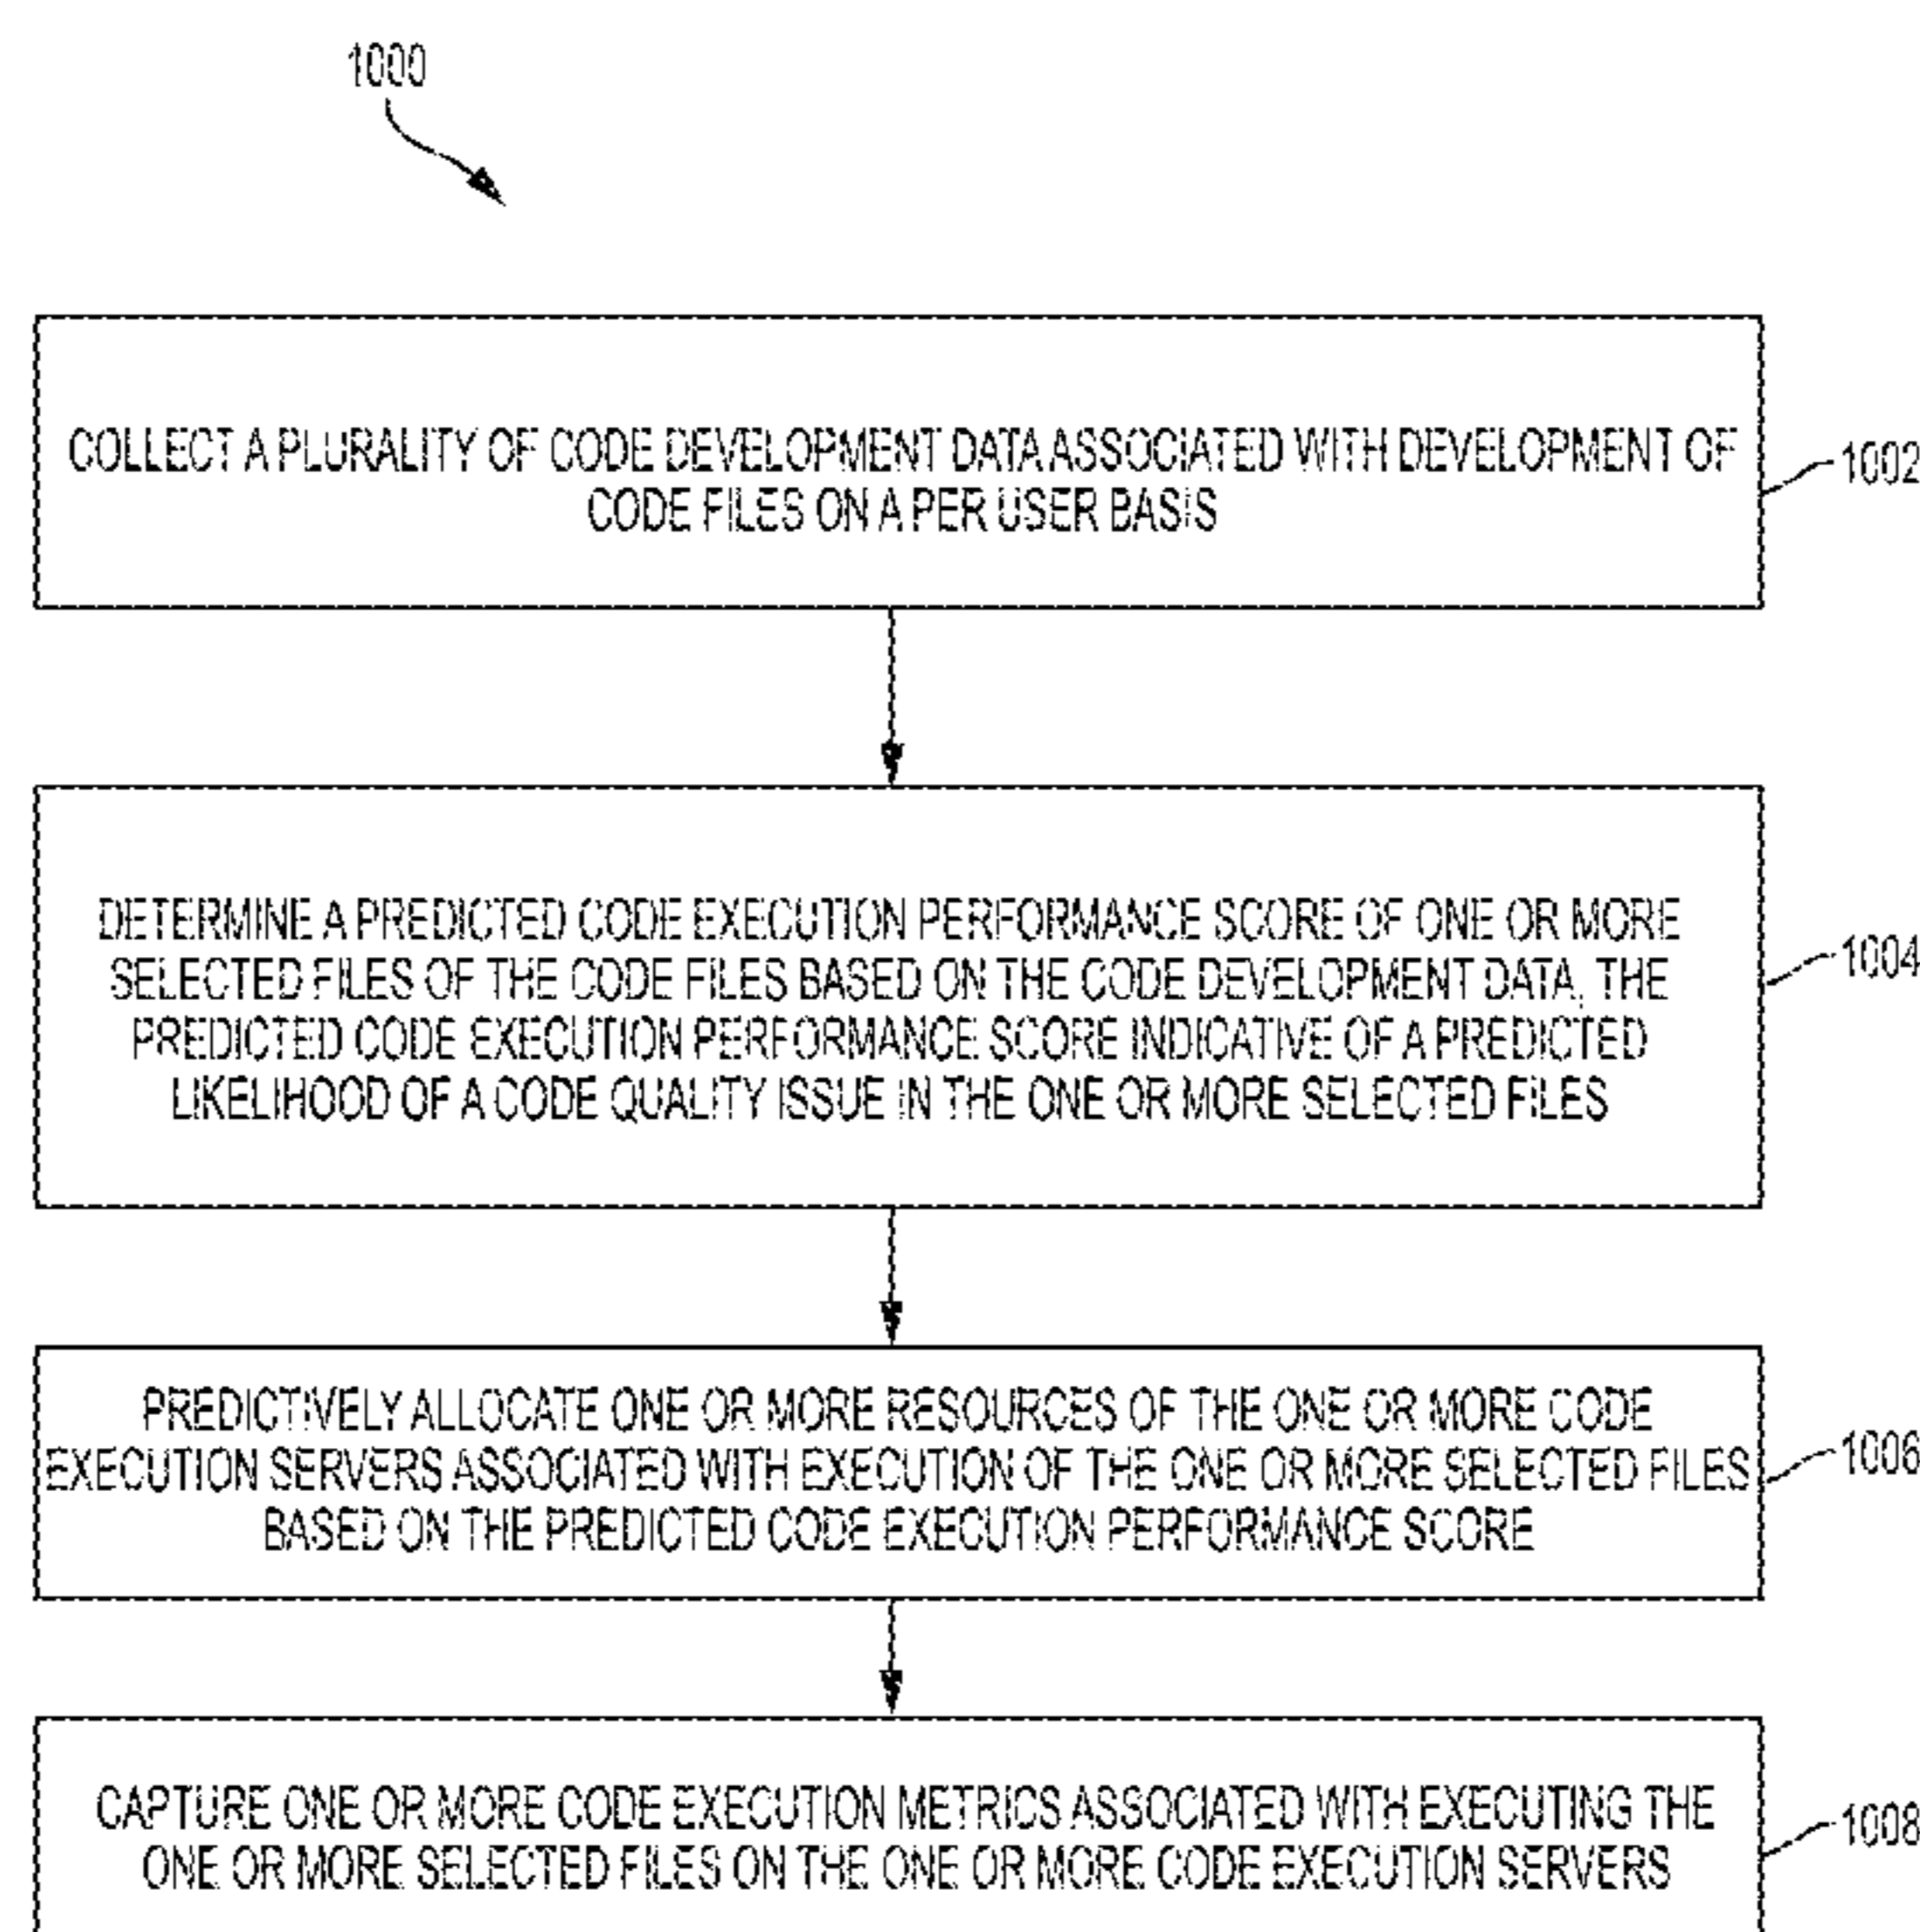 1000
COLLECT A PLURALITY OF CODE DEVELOPMENT DATA ASSOCIATED WITH DEVELOPMENT OF
CODE FILES ON A PER USER BASIS
1002
DETERMINE A PREDICTED CODE EXECUTION PERFORMANCE SCORE OF ONE OR MORE
SELECTED FILES OF THE CODE FILES BASED ON THE CODE DEVELOPMENT DATA, THE
PREDICTED CODE EXECUTION PERFORMANCE SCORE INDICATIVE OF A PREDICTED
LIKELIHOOD OF A CODE QUALITY ISSUE IN THE ONE OR MORE SELECTED FILES
1004
PREDICTIVELY ALLOCATE ONE OR MORE RESOURCES OF THE ONE OR MORE CODE
EXECUTION SERVERS ASSOCIATED WITH EXECUTION OF THE ONE OR MORE SELECTED FILES
BASED ON THE PREDICTED CODE EXECUTION PERFORMANCE SCORE
1006
CAPTURE ONE OR MORE CODE EXECUTION METRICS ASSOCIATED WITH EXECUTING THE
ONE OR MORE SELECTED FILES ON THE ONE OR MORE CODE EXECUTION SERVERS
1008